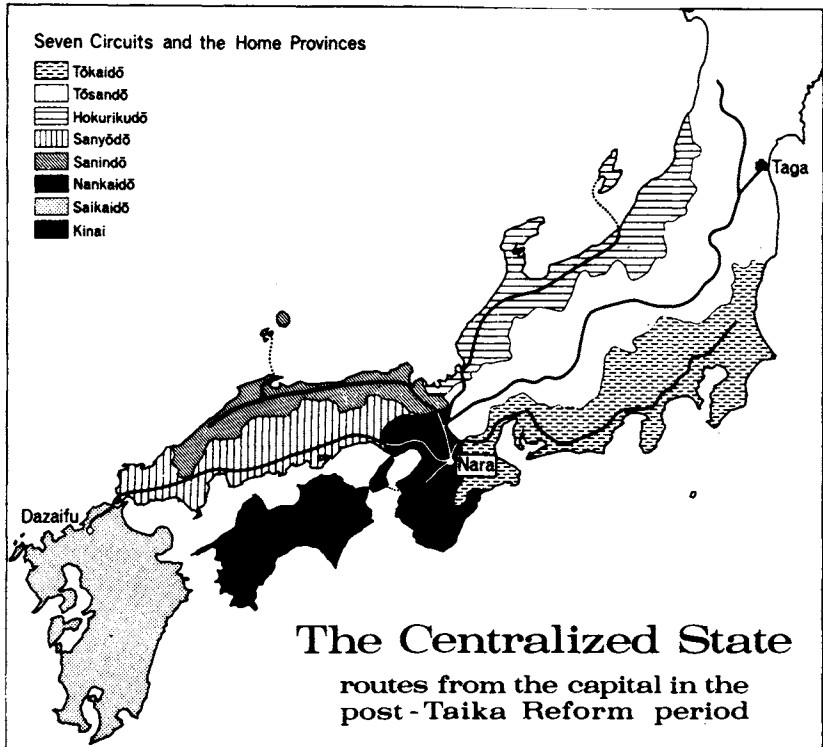 Seven Circuits and the Home Provinces
Tōkaidō
Tōsandō
Hokurikudō
Sanyōdō
Sanindō
Nankaidō
Saikaidō
Kinai
Taga
Nara
Dazaifu
The Centralized State
routes from the capital in the
post-Taika Reform period